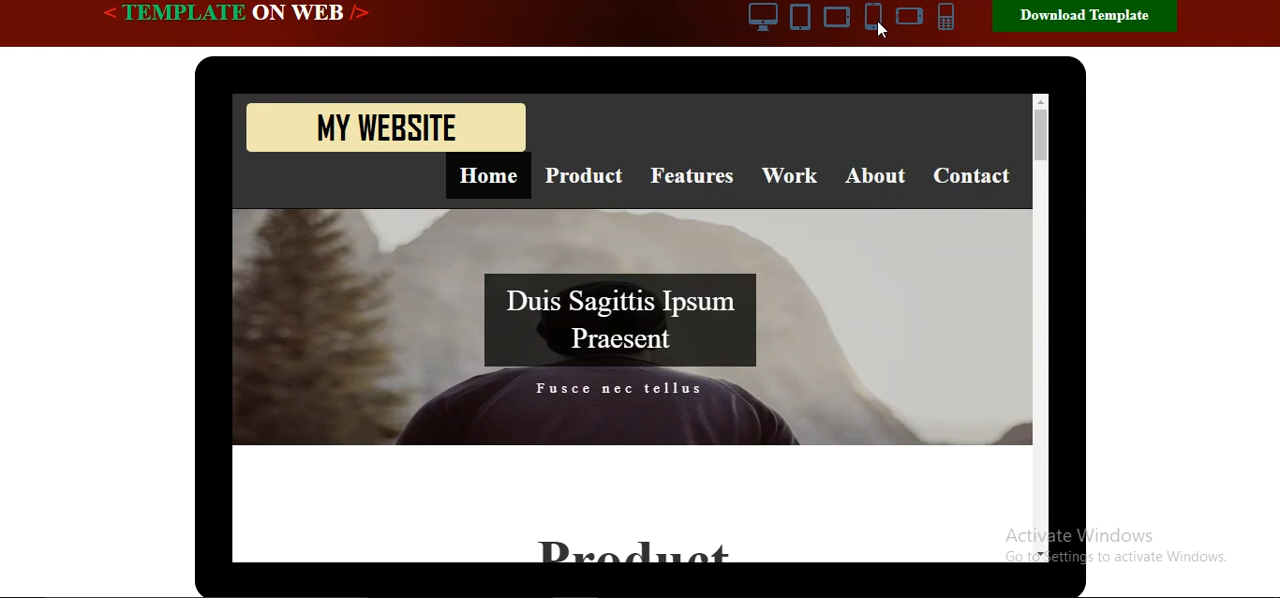 < TEMPLATE ON WEB />
Download Template
MY WEBSITE
Home Product Features Work About Contact
Duis Sagittis Ipsum
Praesent
Fusce nec tellus
Product
Activate Windows
Go to Settings to activate Windows.